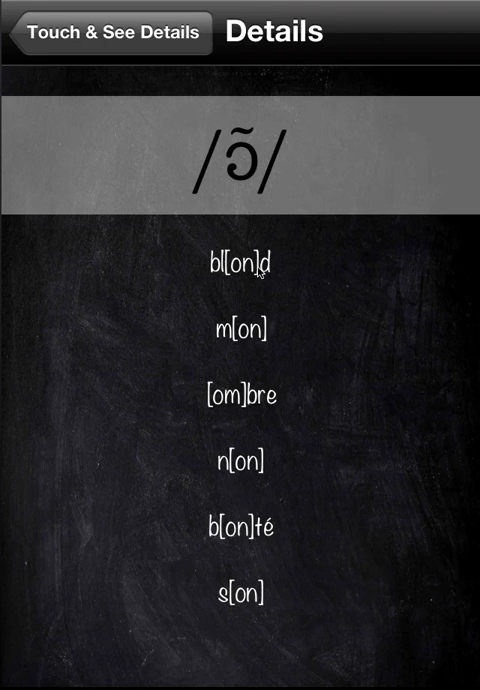 Touch & See Details Details
/ɔ̃/
bl[on]d
m[on]
[om]bre
n[on]
b[on]té
s[on]